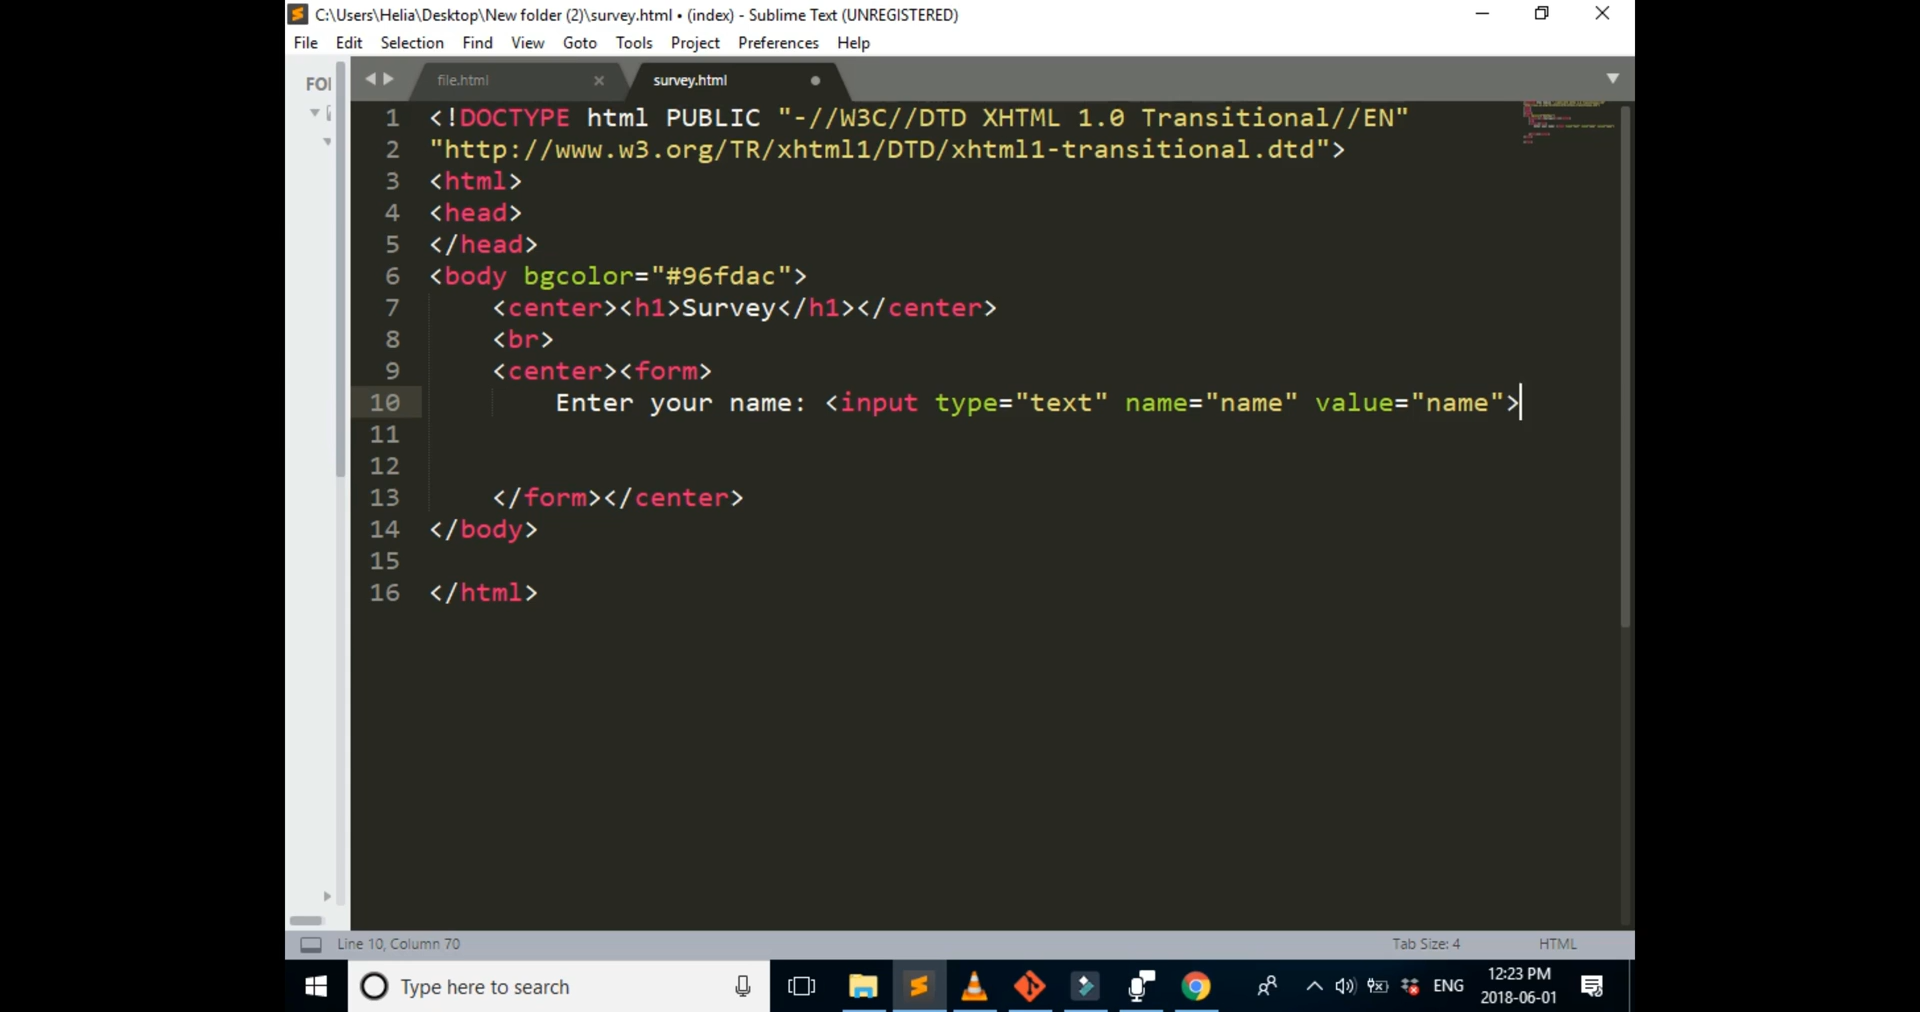 C:\Users\Helia\Desktop\New folder (2)\survey.html • (index) - Sublime Text (UNREGISTERED)
File Edit Selection Find View Goto Tools Project Preferences Help
FOI
file.html
survey.html
1 <!DOCTYPE html PUBLIC "-//W3C//DTD XHTML 1.0 Transitional//EN"
2 "http://www.w3.org/TR/xhtml1/DTD/xhtml1-transitional.dtd">
3 <html>
4 <head>
5 </head>
6 <body bgcolor="#96fdac">
7 <center><h1>Survey</h1></center>
8 <br>
9 <center><form>
10 Enter your name: <input type="text" name="name" value="name">
11
12
13 </form></center>
14 </body>
15
16 </html>
Line 10, Column 70
Tab Size: 4
HTML
Type here to search
ENG
12:23 PM
2018-06-01